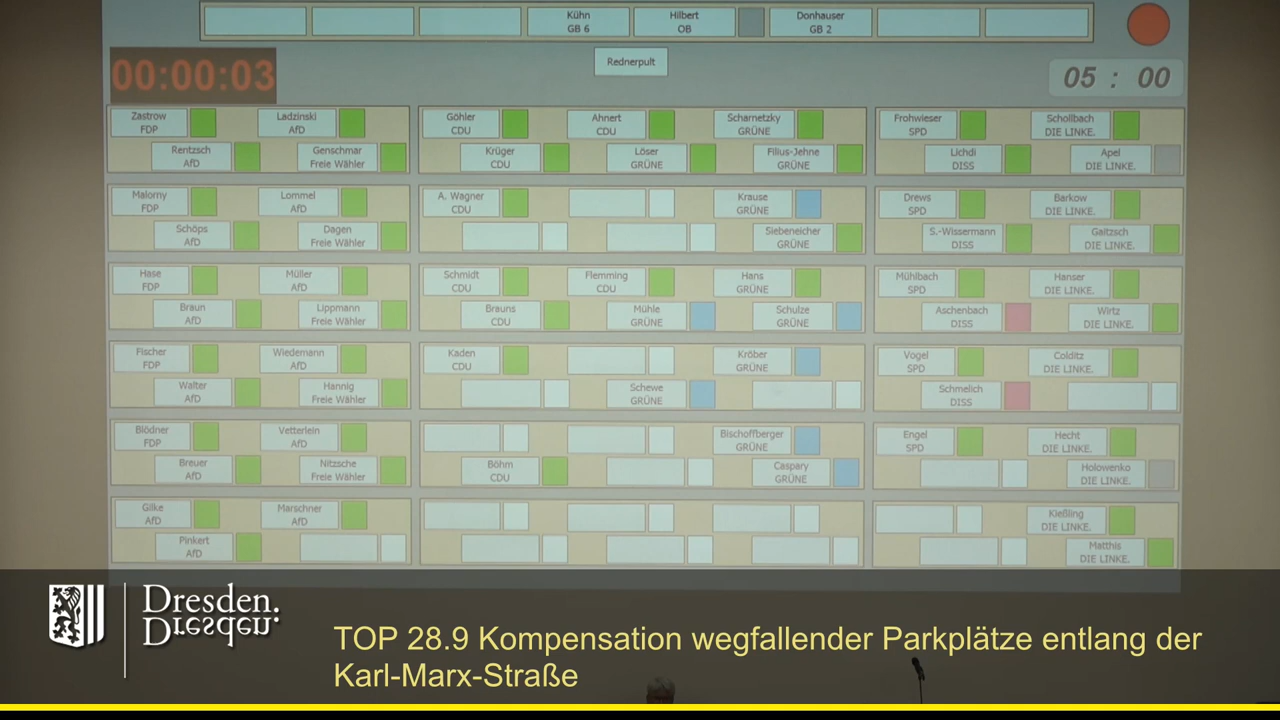 Kühn
GB 6
Hilbert
OB
Donhauser
GB 2
00:00:03
Rednerpult
05 : 00
Zastrow
FDP
Ladzinski
AfD
Rentzsch
AfD
Genschmar
Freie Wähler
Göhler
CDU
Ahnert
CDU
Scharnetzky
GRÜNE
Krüger
CDU
Löser
GRÜNE
Filius-Jehne
GRÜNE
Frohwieser
SPD
Schollbach
DIE LINKE.
Lichdi
DISS
Apel
DIE LINKE.
Malorny
FDP
Lommel
AfD
Schöps
AfD
Dagen
Freie Wähler
A. Wagner
CDU
Krause
GRÜNE
Siebeneicher
GRÜNE
Drews
SPD
Barkow
DIE LINKE.
S.-Wissermann
DISS
Gaitzsch
DIE LINKE.
Hase
FDP
Müller
AfD
Braun
AfD
Lippmann
Freie Wähler
Schmidt
CDU
Flemming
CDU
Hans
GRÜNE
Brauns
CDU
Mühle
GRÜNE
Schulze
GRÜNE
Mühlbach
SPD
Hanser
DIE LINKE.
Aschenbach
DISS
Wirtz
DIE LINKE.
Fischer
FDP
Wiedemann
AfD
Walter
AfD
Hannig
Freie Wähler
Kaden
CDU
Kröber
GRÜNE
Schewe
GRÜNE
Vogel
SPD
Colditz
DIE LINKE.
Schmelich
DISS
Blödner
FDP
Vetterlein
AfD
Breuer
AfD
Nitzsche
Freie Wähler
Bischoffberger
GRÜNE
Böhm
CDU
Caspary
GRÜNE
Engel
SPD
Hecht
DIE LINKE.
Holowenko
DIE LINKE.
Gilke
AfD
Marschner
AfD
Pinkert
AfD
Kießling
DIE LINKE.
Matthis
DIE LINKE.
Dresden.
Dresden.
TOP 28.9 Kompensation wegfallender Parkplätze entlang der
Karl-Marx-Straße